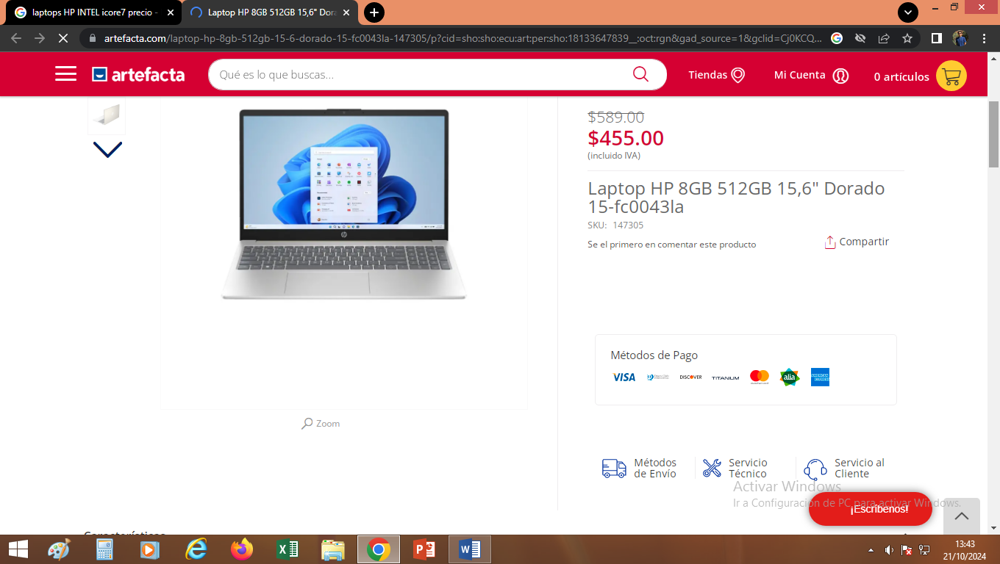 laptops HP INTEL icore7 precio -
Laptop HP 8GB 512GB 15,6" Dora
artefacta.com/laptop-hp-8gb-512gb-15-6-dorado-15-fc0043la-147305/p?cid=sho:sho:ecu:art:per:sho:18133647839__:oct:rgn&gad_source=1&gclid=Cj0KCQ...
artefacta
Qué es lo que buscas...
Tiendas
Mi Cuenta
0 artículos
$589.00
$455.00
(incluido IVA)
Laptop HP 8GB 512GB 15,6" Dorado
15-fc0043la
SKU: 147305
Se el primero en comentar este producto
Compartir
hp
Zoom
Métodos de Pago
VISA
DISCOVER
TITANIUM
alia
AMERICAN EXPRESS
Métodos
de Envío
Servicio
Técnico
Servicio al
Cliente
Activar Windows
Ir a Configuración de PC para activar Windows.
¡Escríbenos!
Características
13:43
21/10/2024